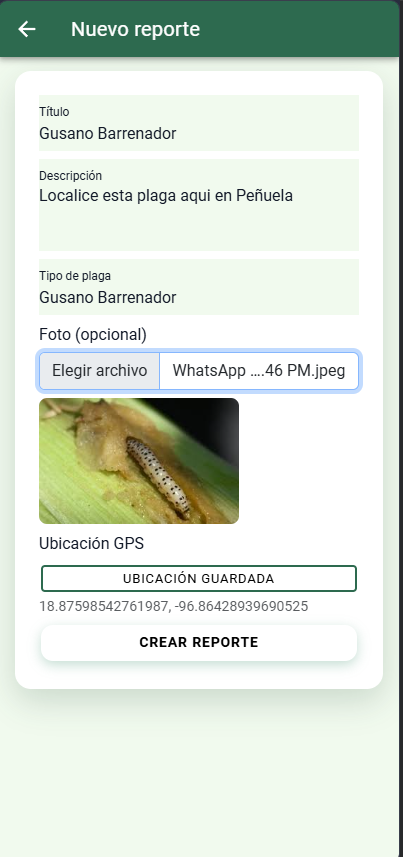 Nuevo reporte
Título
Gusano Barrenador
Descripción
Localice esta plaga aqui en Peñuela
Tipo de plaga
Gusano Barrenador
Foto (opcional)
Elegir archivo WhatsApp ....46 PM.jpeg
Ubicación GPS
UBICACIÓN GUARDADA
18.87598542761987, -96.86428939690525
CREAR REPORTE